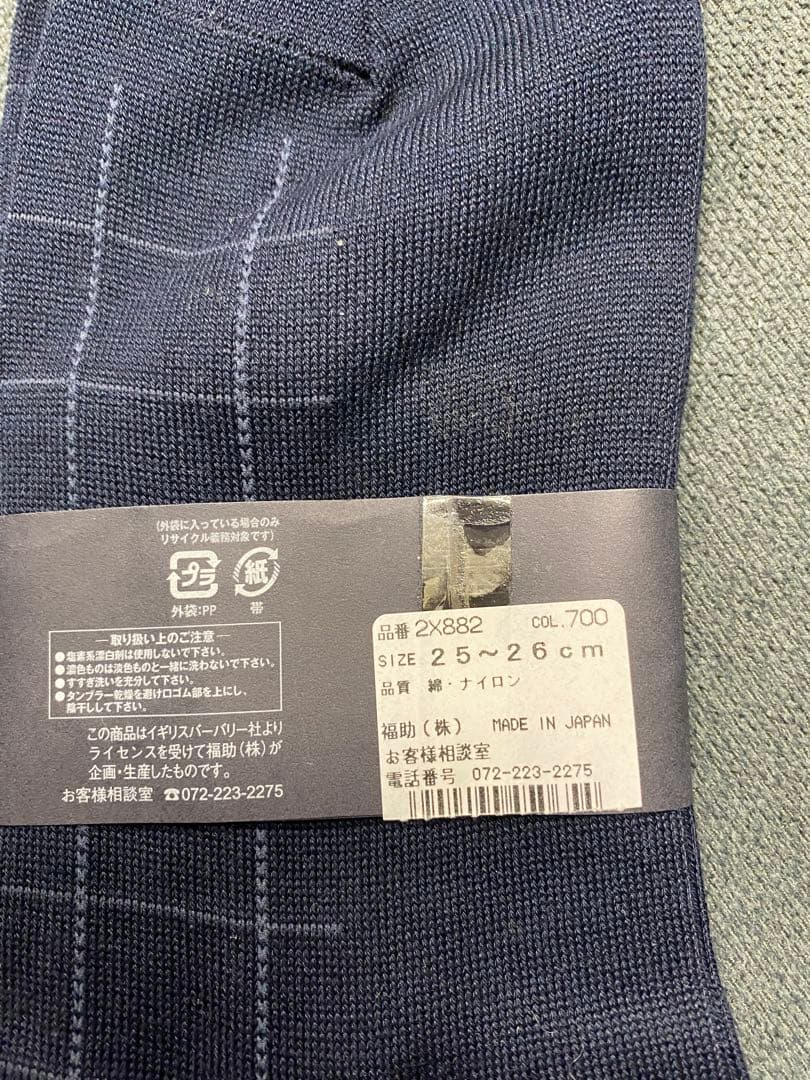 (外袋に入っている場合のみ
リサイクル義務対象です)
プラ
紙
外袋:PP
帯
取り扱い上のご注意
●塩素系漂白剤は使用しないで下さい。
●濃色ものは淡色ものと一緒に洗わないで下さい。
●すすぎ洗いを充分して下さい。
●タンブラー乾燥を避け口ゴム部を上にし、
陰干しして下さい。
この商品はイギリスバーバリー社より
ライセンスを受けて福助(株)が
企画・生産したものです。
お客様相談室 ☎072-223-2275
品番 2X882 COL.700
SIZE 25～26cm
品質 綿・ナイロン
福助(株) MADE IN JAPAN
お客様相談室
電話番号 072-223-2275